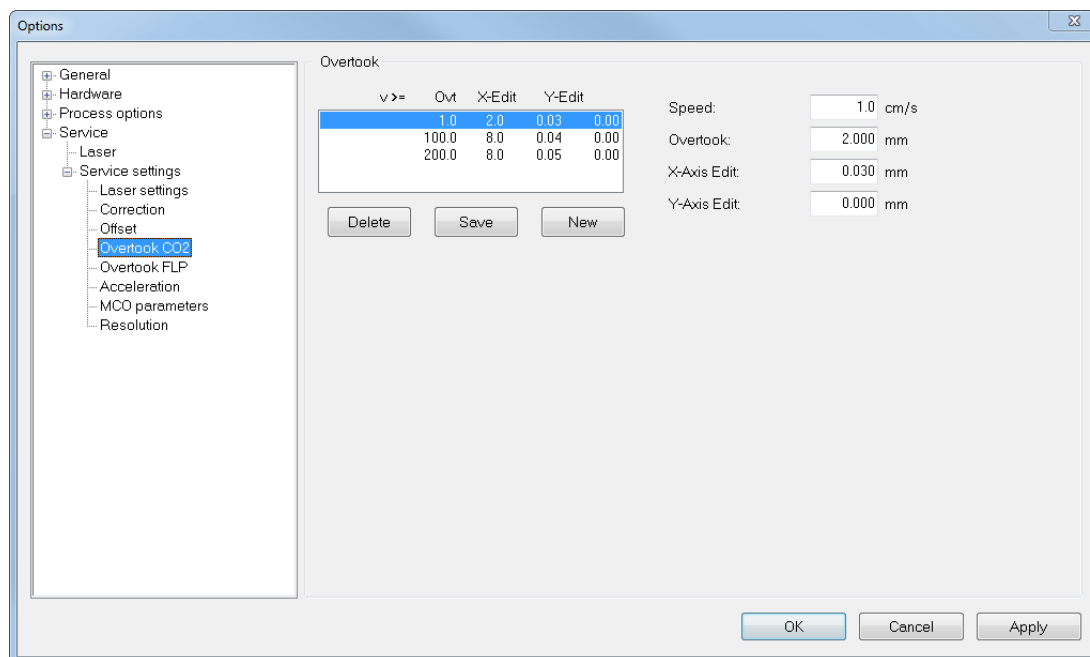 Options
General
Hardware
Process options
Service
Laser
Service settings
Laser settings
Correction
Offset
Overtook CO2
Overtook FLP
Acceleration
MCO parameters
Resolution
Overtook
v >= Ovt X-Edit Y-Edit
1.0 2.0 0.03 0.00
100.0 8.0 0.04 0.00
200.0 8.0 0.05 0.00
Delete Save New
Speed: 1.0 cm/s
Overtook: 2.000 mm
X-Axis Edit: 0.030 mm
Y-Axis Edit: 0.000 mm
OK Cancel Apply